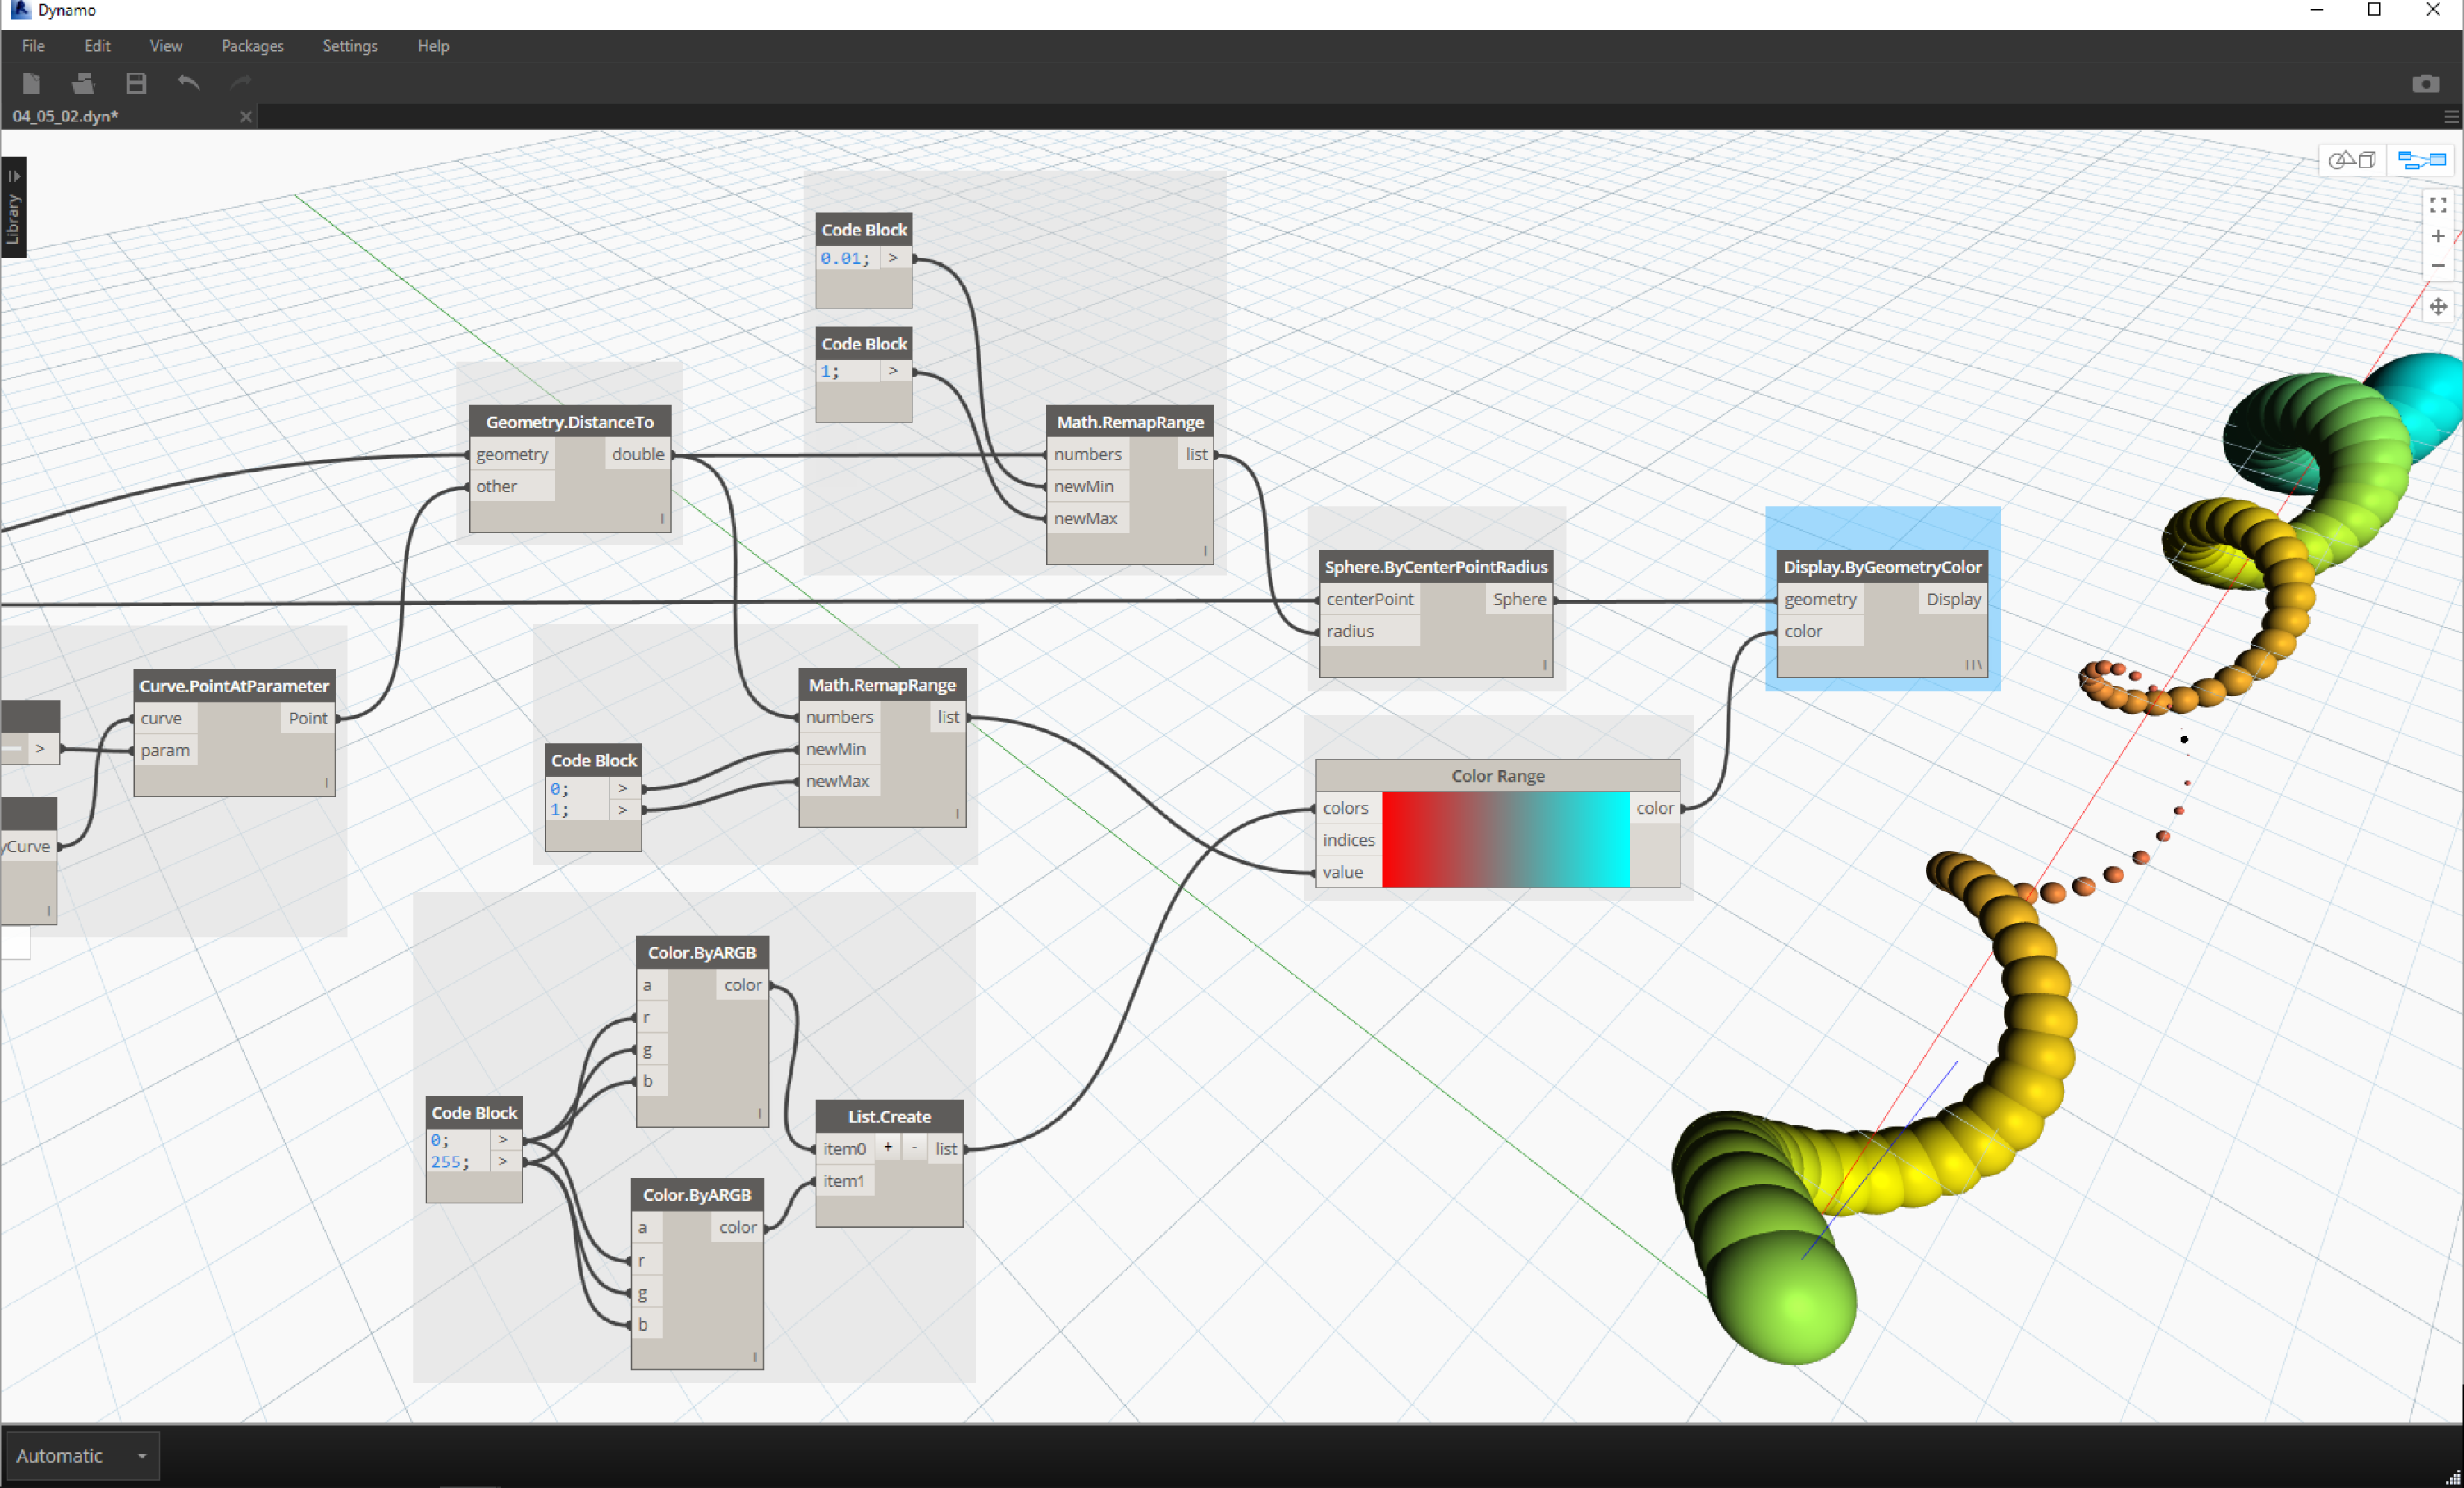 Dynamo
File Edit View Packages Settings Help
04_05_02.dyn*
Library
Code Block
0.01; >
Code Block
1; >
Geometry.DistanceTo
geometry double
other
Math.RemapRange
numbers list
newMin
newMax
Sphere.ByCenterPointRadius
centerPoint Sphere
radius
Display.ByGeometryColor
geometry Display
color
Curve.PointAtParameter
curve Point
param
>
yCurve
Math.RemapRange
numbers list
newMin
newMax
Code Block
0; >
1; >
Color Range
colors color
indices
value
Color.ByARGB
a color
r
g
b
Code Block
0; >
255; >
List.Create
item0 + - list
item1
Color.ByARGB
a color
r
g
b
Automatic